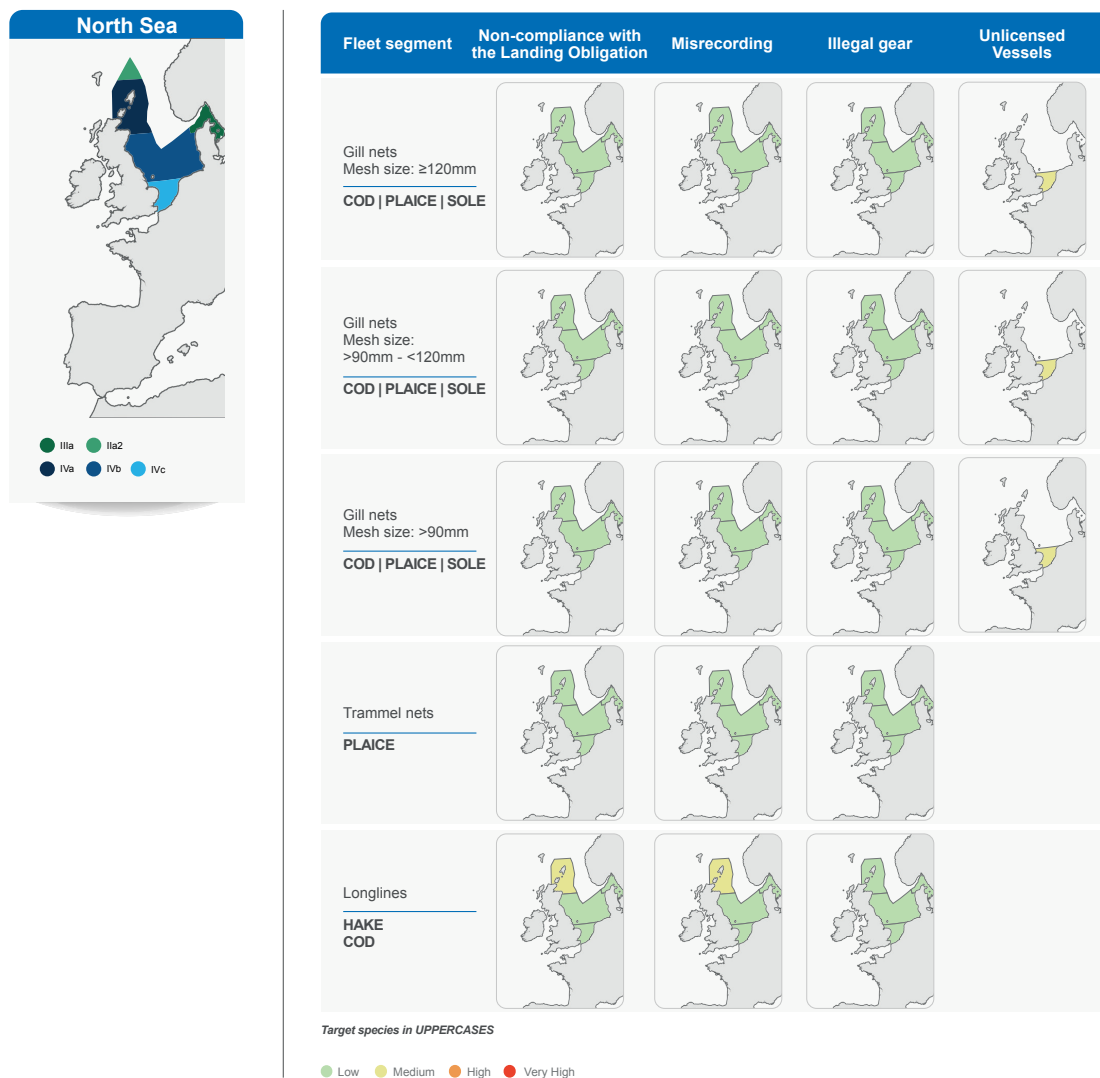 North Sea
IIIa
IIa2
IVa
IVb
IVc
Fleet segment
Non-compliance with
the Landing Obligation
Misrecording
Illegal gear
Unlicensed
Vessels
Gill nets
Mesh size: ≥120mm
COD | PLAICE | SOLE
Gill nets
Mesh size:
>90mm - <120mm
COD | PLAICE | SOLE
Gill nets
Mesh size: >90mm
COD | PLAICE | SOLE
Trammel nets
PLAICE
Longlines
HAKE
COD
Target species in UPPERCASES
Low
Medium
High
Very High